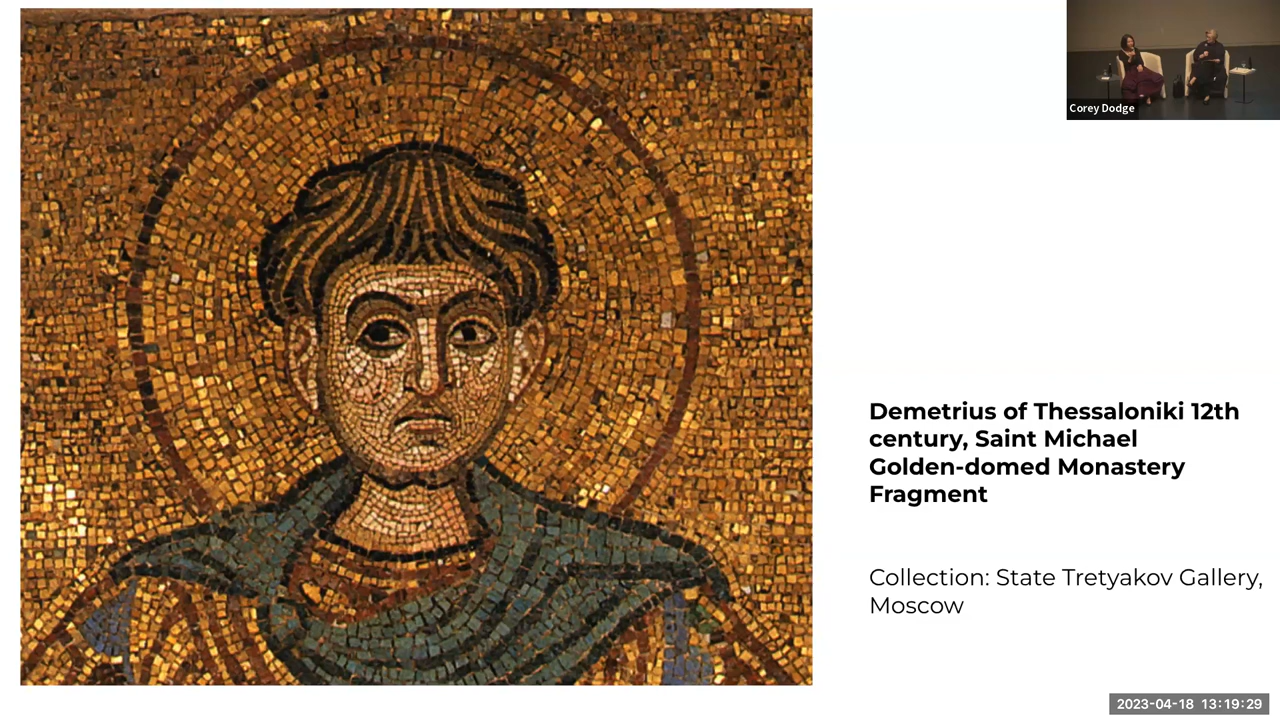 Corey Dodge
Demetrius of Thessaloniki 12th
century, Saint Michael
Golden-domed Monastery
Fragment
Collection: State Tretyakov Gallery,
Moscow
2023-04-18 13:19:29